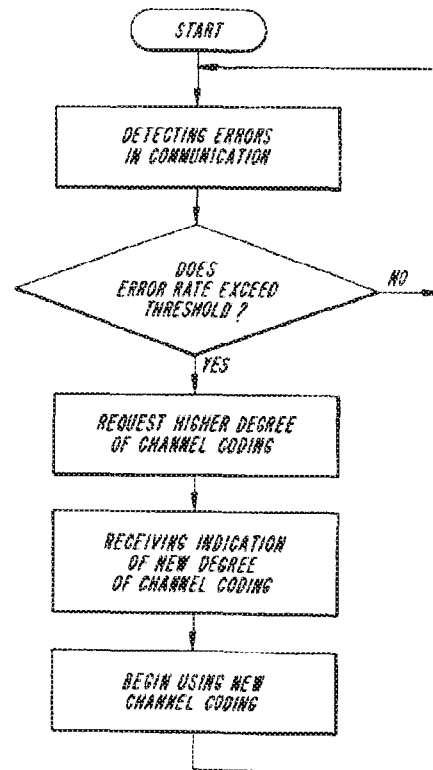 START
DETECTING ERRORS
IN COMMUNICATION
DOES
ERROR RATE EXCEED
THRESHOLD?
NO
YES
REQUEST HIGHER DEGREE
OF CHANNEL CODING
RECEIVING INDICATION
OF NEW DEGREE
OF CHANNEL CODING
BEGIN USING NEW
CHANNEL CODING